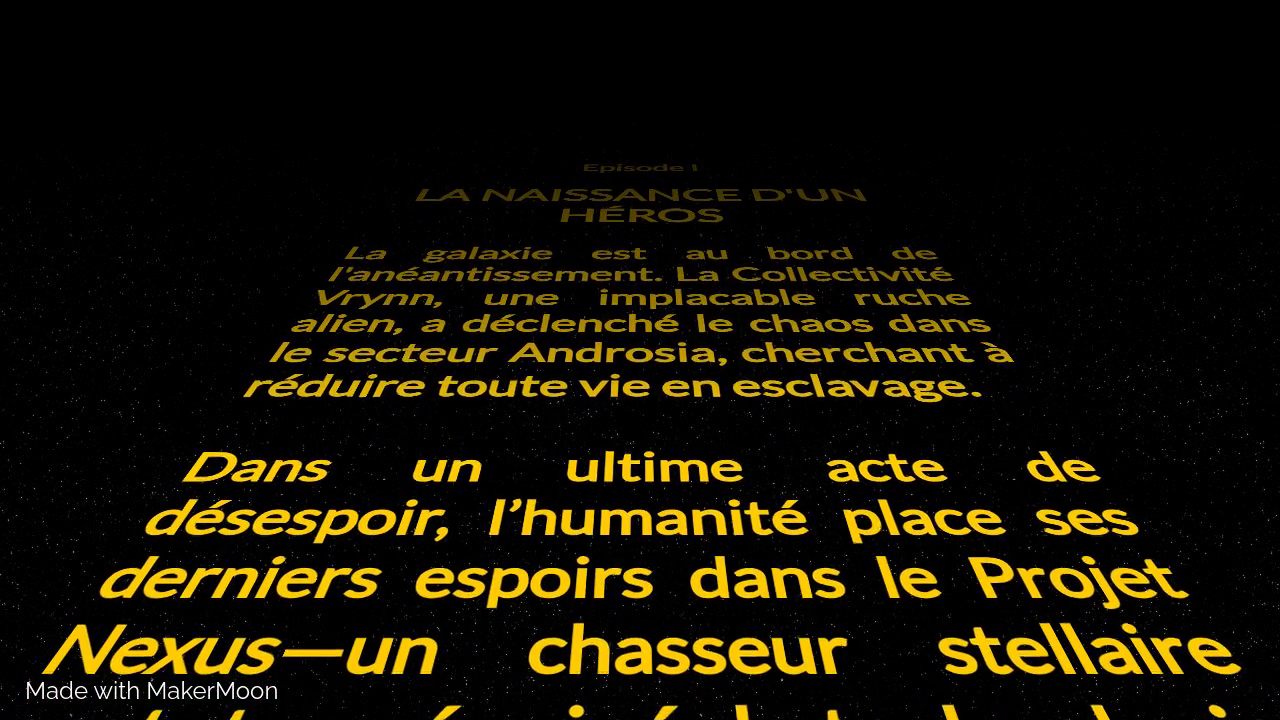 Episode I
LA NAISSANCE D'UN
HÉROS
La galaxie est au bord de
l'anéantissement. La Collectivité
Vrynn, une implacable ruche
alien, a déclenché le chaos dans
le secteur Androsia, cherchant à
réduire toute vie en esclavage.
Dans un ultime acte de
désespoir, l’humanité place ses
derniers espoirs dans le Projet
Nexus—un chasseur stellaire
Made with MakerMoon